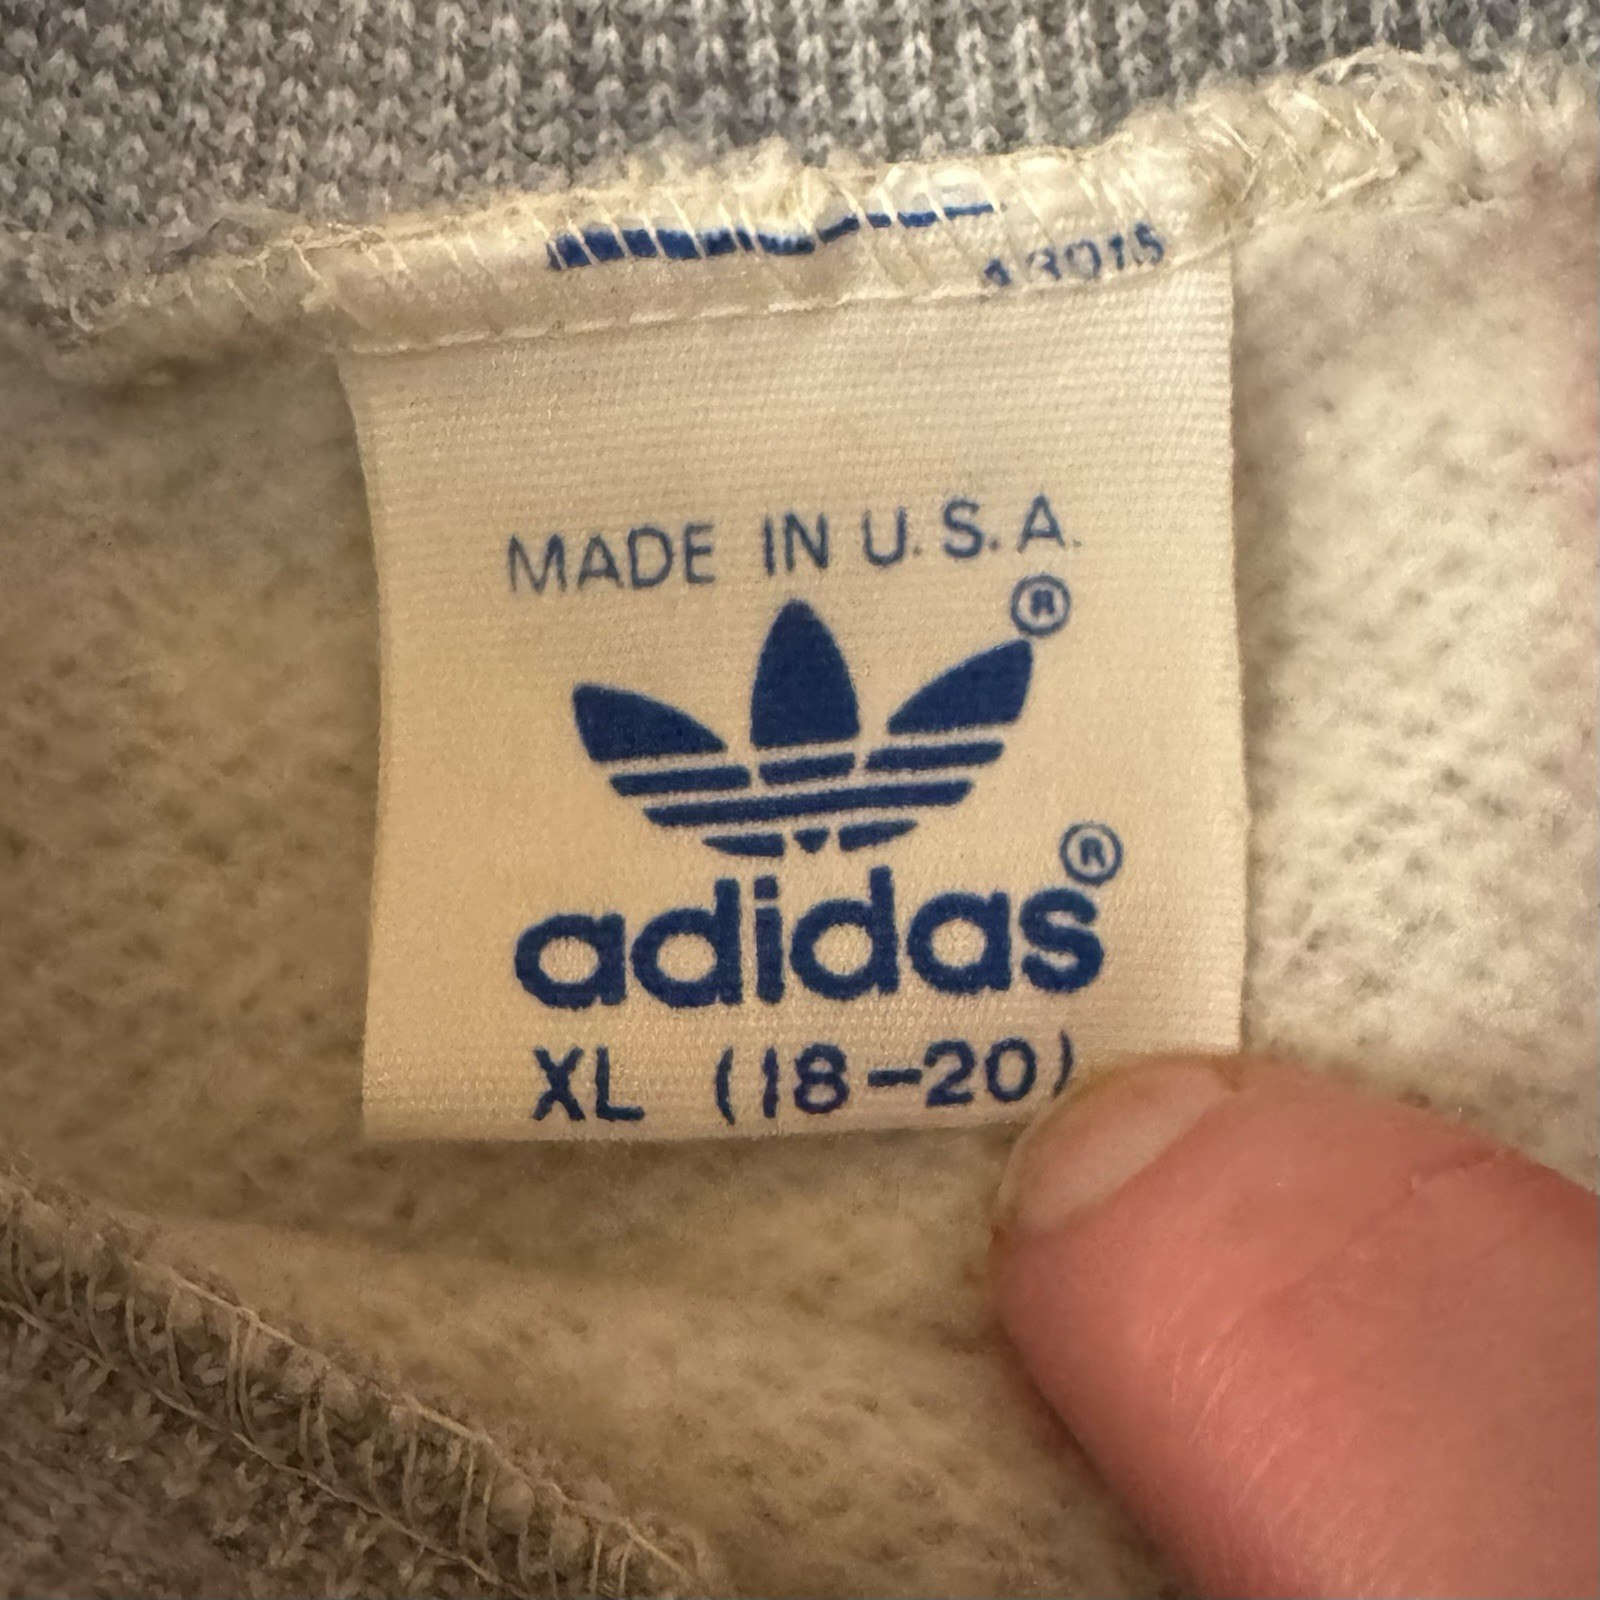 MADE IN U.S.A.
®
adidas®
XL (18-20)